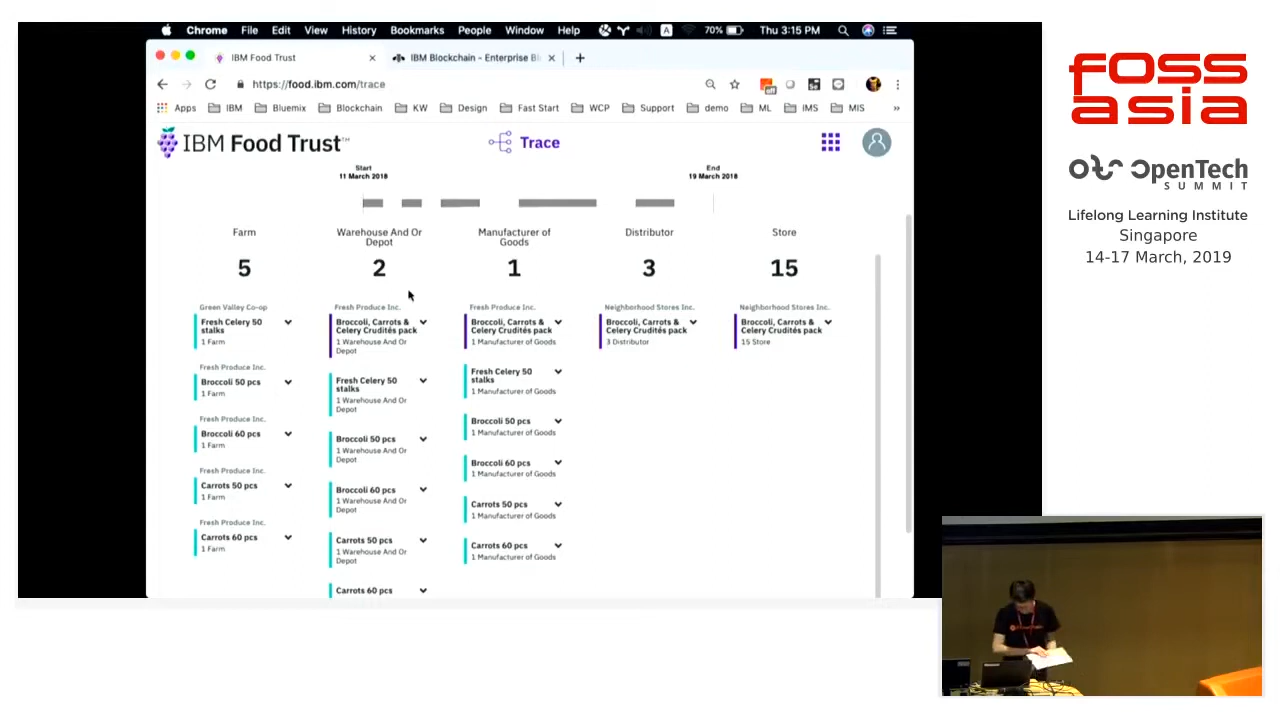 Chrome File Edit View History Bookmarks People Window Help A 70% Thu 3:15 PM
IBM Food Trust
IBM Blockchain - Enterprise Bl
https://food.ibm.com/trace
Apps IBM Bluemix Blockchain KW Design Fast Start WCP Support demo ML IMS MIS »
IBM Food Trust™
Trace
Start
11 March 2018
End
19 March 2018
Farm
5
Green Valley Co-op
Fresh Celery 50
stalks
1 Farm
Fresh Produce Inc.
Broccoli 50 pcs
1 Farm
Fresh Produce Inc.
Broccoli 60 pcs
1 Farm
Fresh Produce Inc.
Carrots 50 pcs
1 Farm
Fresh Produce Inc.
Carrots 60 pcs
1 Farm
Warehouse And Or
Depot
2
Fresh Produce Inc.
Broccoli, Carrots &
Celery Crudités pack
1 Warehouse And Or
Depot
Fresh Celery 50
stalks
1 Warehouse And Or
Depot
Broccoli 50 pcs
1 Warehouse And Or
Depot
Broccoli 60 pcs
1 Warehouse And Or
Depot
Carrots 50 pcs
1 Warehouse And Or
Depot
Carrots 60 pcs
Manufacturer of
Goods
1
Fresh Produce Inc.
Broccoli, Carrots &
Celery Crudités pack
1 Manufacturer of Goods
Fresh Celery 50
stalks
1 Manufacturer of Goods
Broccoli 50 pcs
1 Manufacturer of Goods
Broccoli 60 pcs
1 Manufacturer of Goods
Carrots 50 pcs
1 Manufacturer of Goods
Carrots 60 pcs
1 Manufacturer of Goods
Distributor
3
Neighborhood Stores Inc.
Broccoli, Carrots &
Celery Crudités pack
3 Distributor
Store
15
Neighborhood Stores Inc.
Broccoli, Carrots &
Celery Crudités pack
15 Store
FOSS
asia
OpenTech
SUMMIT
Lifelong Learning Institute
Singapore
14-17 March, 2019